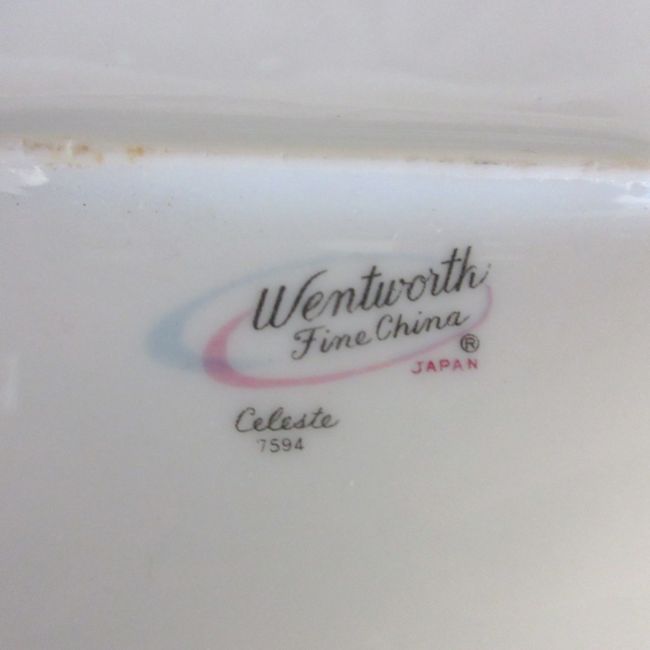 Wentworth
Fine China
®
JAPAN
Celeste
7594